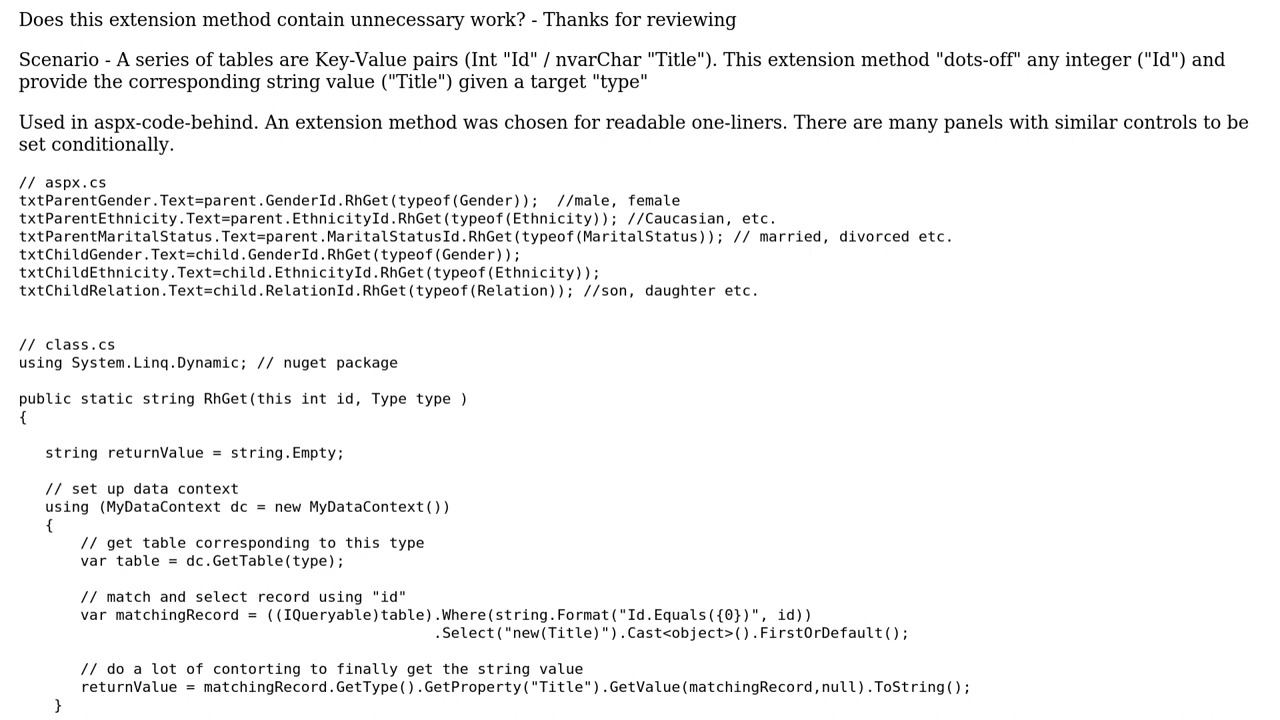 Does this extension method contain unnecessary work? - Thanks for reviewing
Scenario - A series of tables are Key-Value pairs (Int "Id" / nvarChar "Title"). This extension method "dots-off" any integer ("Id") and
provide the corresponding string value ("Title") given a target "type"
Used in aspx-code-behind. An extension method was chosen for readable one-liners. There are many panels with similar controls to be
set conditionally.
// aspx.cs
txtParentGender.Text=parent.GenderId.RhGet(typeof(Gender));  //male, female
txtParentEthnicity.Text=parent.EthnicityId.RhGet(typeof(Ethnicity)); //Caucasian, etc.
txtParentMaritalStatus.Text=parent.MaritalStatusId.RhGet(typeof(MaritalStatus)); // married, divorced etc.
txtChildGender.Text=child.GenderId.RhGet(typeof(Gender));
txtChildEthnicity.Text=child.EthnicityId.RhGet(typeof(Ethnicity));
txtChildRelation.Text=child.RelationId.RhGet(typeof(Relation)); //son, daughter etc.
// class.cs
using System.Linq.Dynamic; // nuget package
public static string RhGet(this int id, Type type )
{
   string returnValue = string.Empty;
   // set up data context
   using (MyDataContext dc = new MyDataContext())
   {
       // get table corresponding to this type
       var table = dc.GetTable(type);
       // match and select record using "id"
       var matchingRecord = ((IQueryable)table).Where(string.Format("Id.Equals({0})", id))
                                               .Select("new(Title)").Cast<object>().FirstOrDefault();
       // do a lot of contorting to finally get the string value
       returnValue = matchingRecord.GetType().GetProperty("Title").GetValue(matchingRecord,null).ToString();
    }